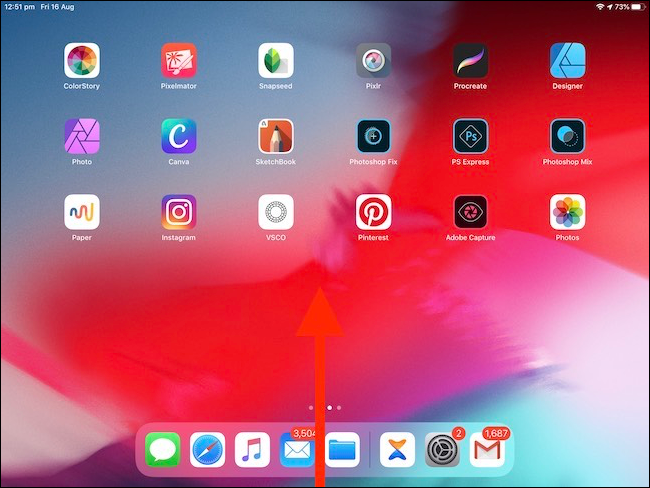 12:51 pm Fri 16 Aug 73%
ColorStory Pixelmator Snapseed Pixlr Procreate Designer
Photo Canva SketchBook Photoshop Fix PS Express Photoshop Mix
Paper Instagram VSCO Pinterest Adobe Capture Photos
3,504 2 1,687